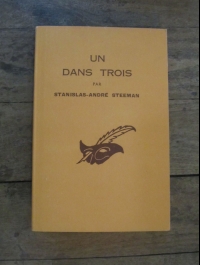 UN
DANS TROIS
PAR
STANISLAS-ANDRÉ STEEMAN